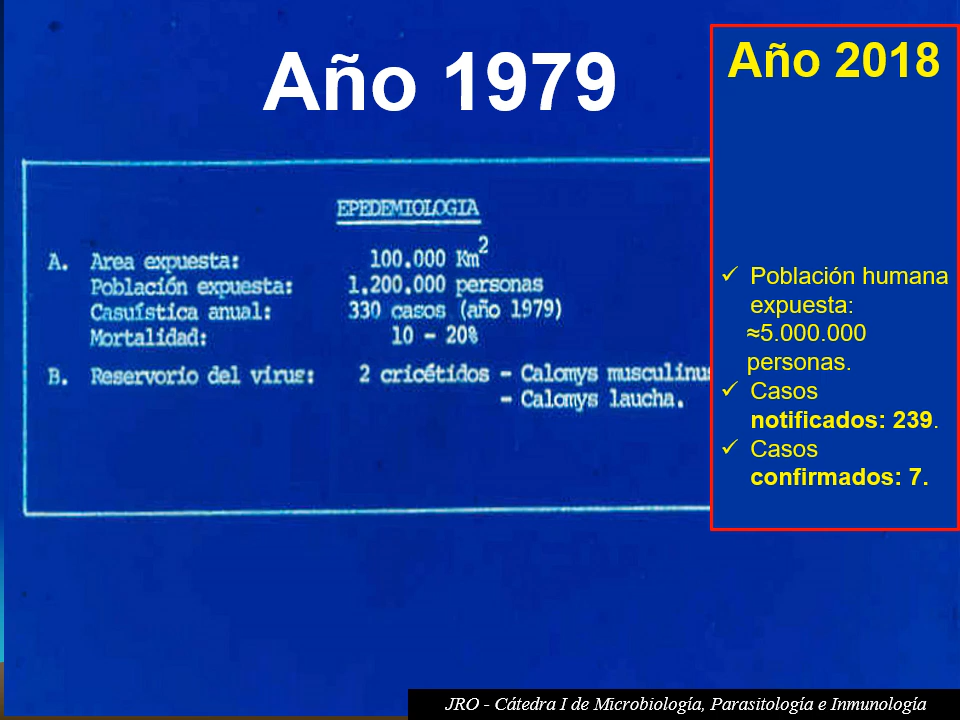 Año 1979
EPEDEMIOLOGIA
A. Area expuesta: 100.000 Km²
Población expuesta: 1.200.000 personas
Casuística anual: 330 casos (año 1979)
Mortalidad: 10 - 20%
B. Reservorio del virus: 2 cricétidos - Calomys musculinus
- Calomys laucha.
Año 2018
✓ Población humana
expuesta:
≈5.000.000
personas.
✓ Casos
notificados: 239.
✓ Casos
confirmados: 7.
JRO - Cátedra I de Microbiología, Parasitología e Inmunología